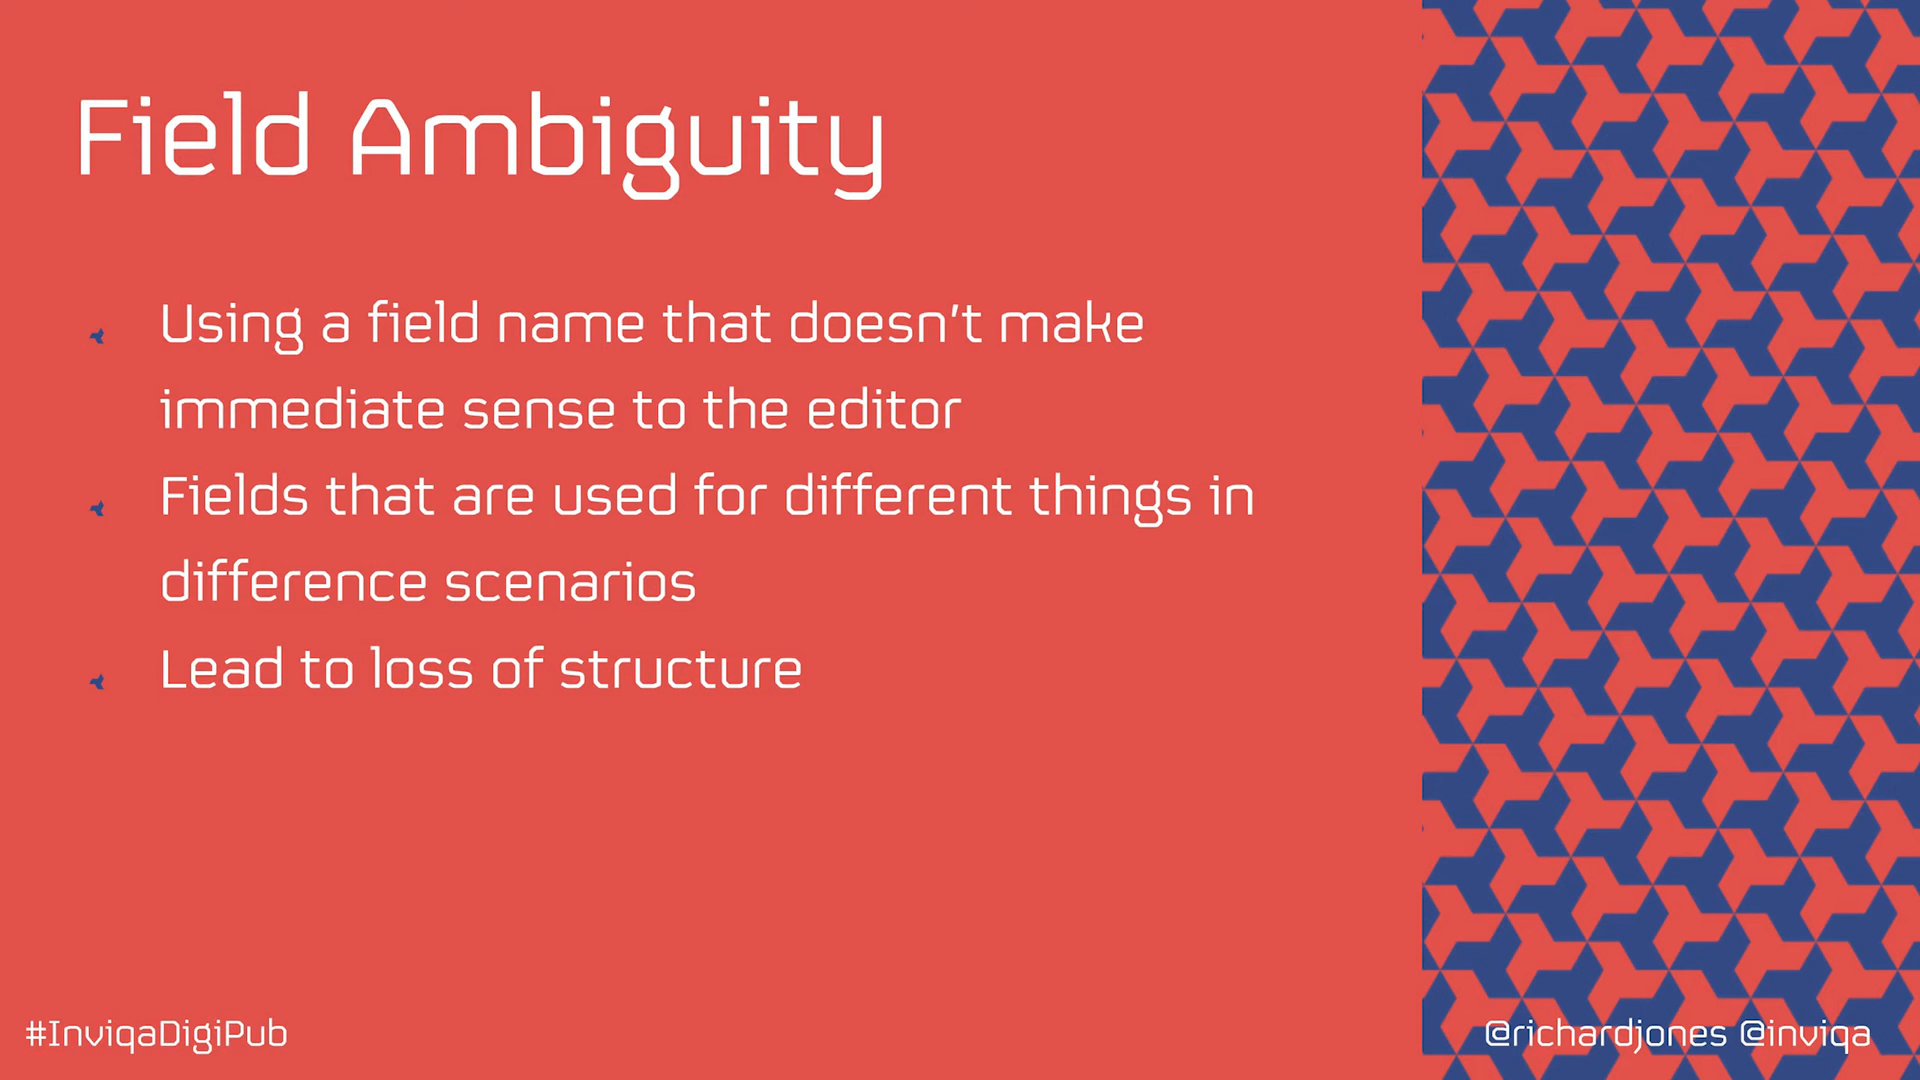 Field Ambiguity
Using a field name that doesn't make
immediate sense to the editor
Fields that are used for different things in
difference scenarios
Lead to loss of structure
#InviqaDigiPub
@richardjones @inviqa